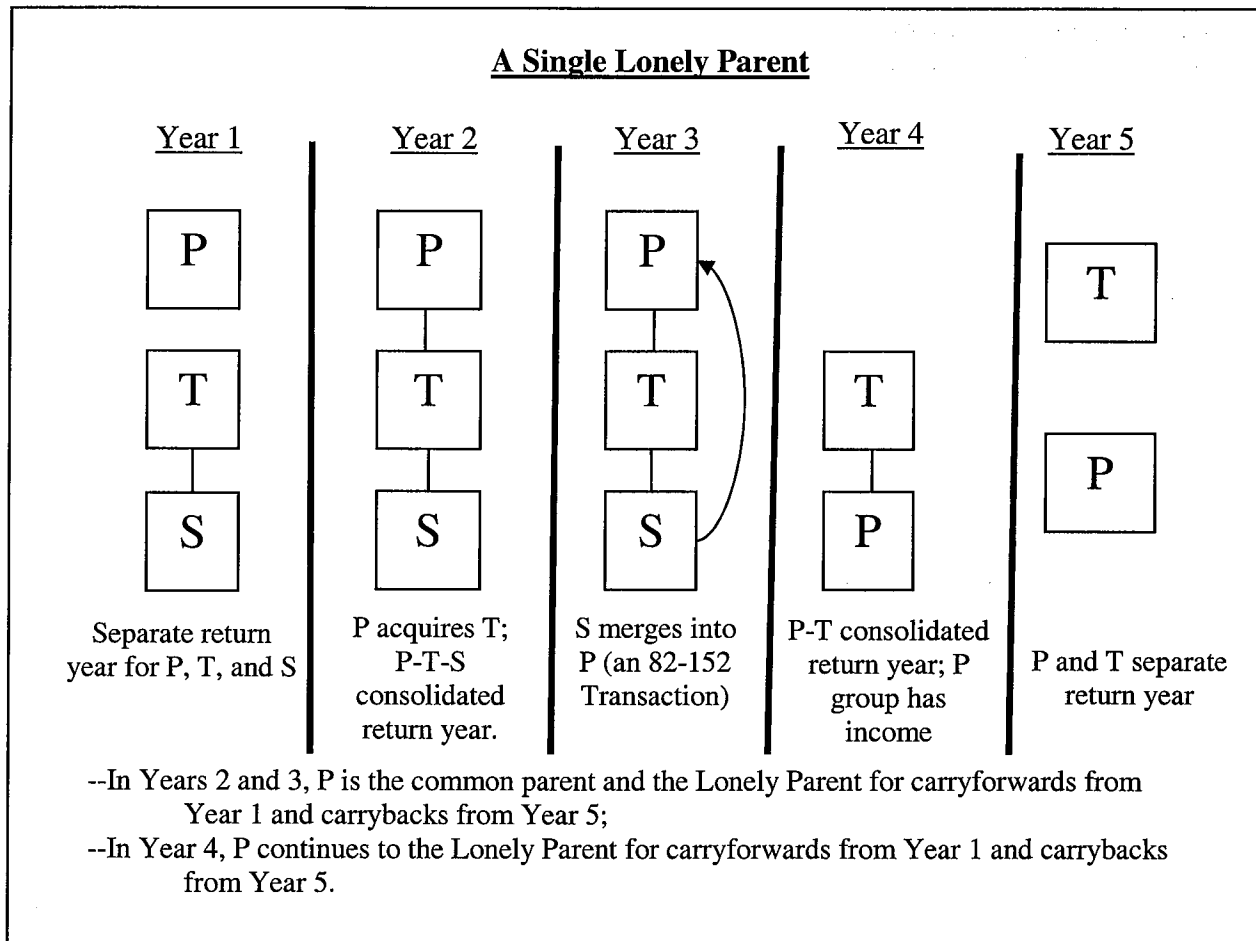 A Single Lonely Parent
Year 1
Year 2
Year 3
Year 4
Year 5
P
T
S
Separate return
year for P, T, and S
P
T
S
P acquires T;
P-T-S
consolidated
return year.
P
T
S
S merges into
P (an 82-152
Transaction)
T
P
P-T consolidated
return year; P
group has
income
T
P
P and T separate
return year
--In Years 2 and 3, P is the common parent and the Lonely Parent for carryforwards from
Year 1 and carrybacks from Year 5;
--In Year 4, P continues to the Lonely Parent for carryforwards from Year 1 and carrybacks
from Year 5.